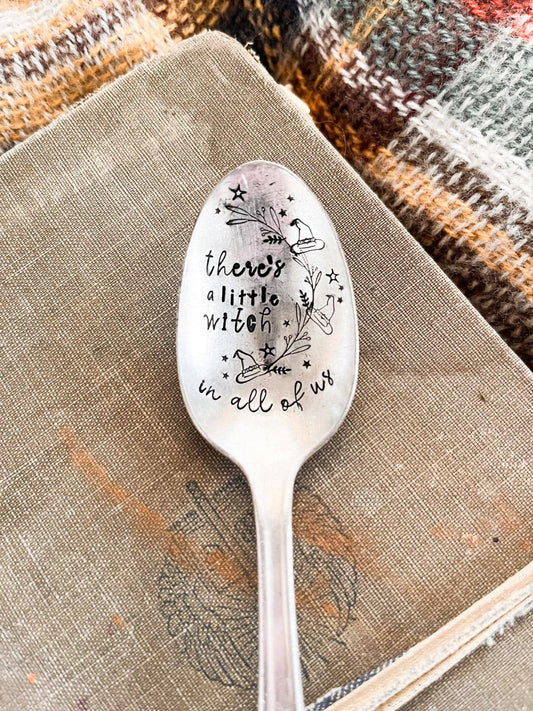 there's
a little
witch
in all of us